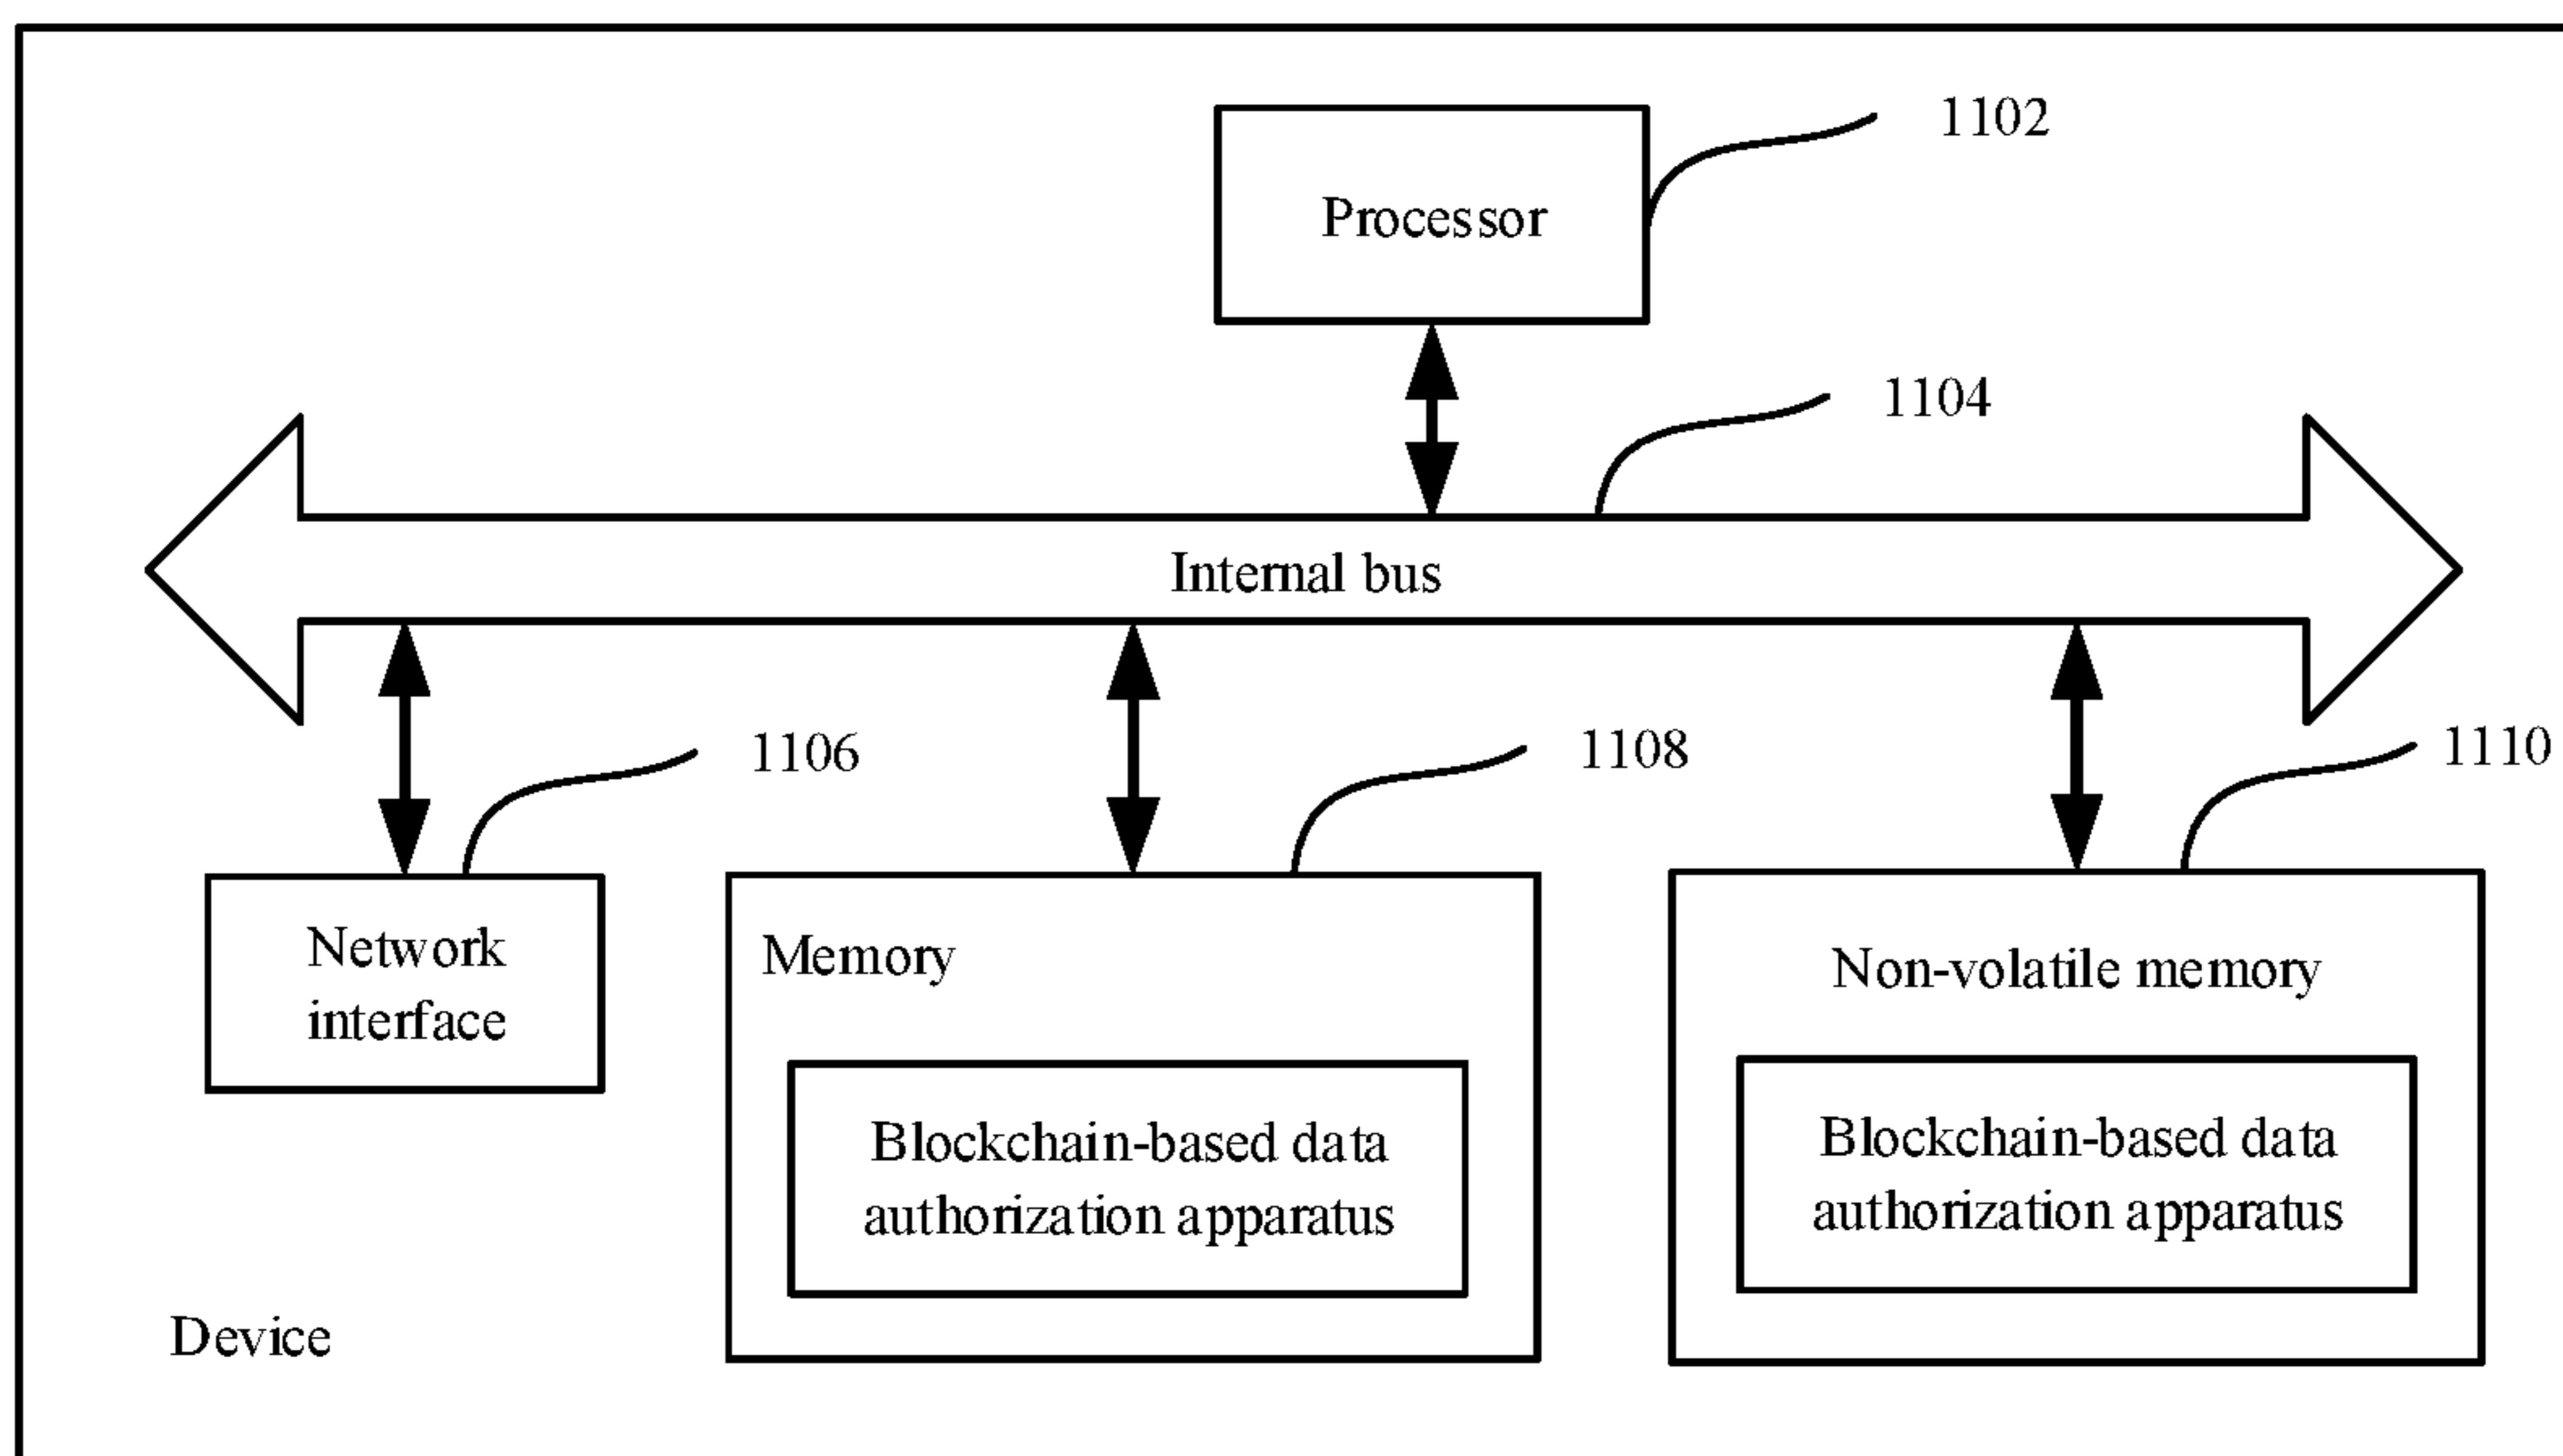 1102
Processor
1104
Internal bus
1106
1108
1110
Network
interface
Memory
Non-volatile memory
Blockchain-based data
authorization apparatus
Blockchain-based data
authorization apparatus
Device